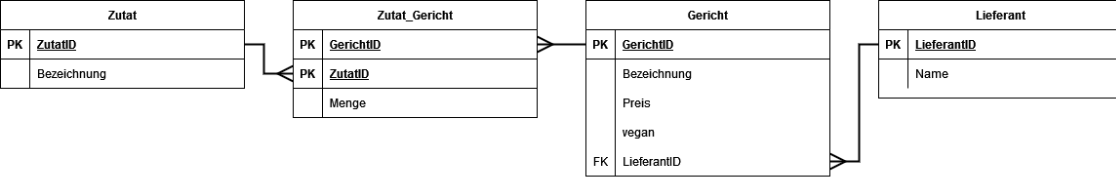 Zutat
PK ZutatID
Bezeichnung
Zutat_Gericht
PK GerichtID
PK ZutatID
Menge
Gericht
PK GerichtID
Bezeichnung
Preis
vegan
FK LieferantID
Lieferant
PK LieferantID
Name